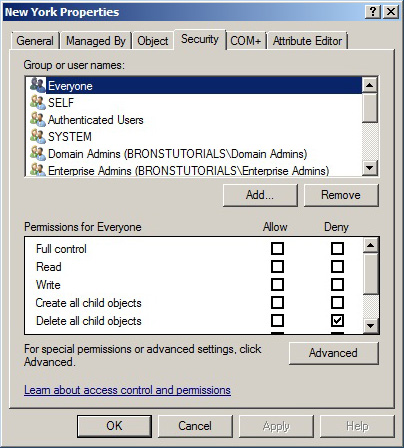 New York Properties
General Managed By Object Security COM+ Attribute Editor
Group or user names:
Everyone
SELF
Authenticated Users
SYSTEM
Domain Admins (BRONSTUTORIALS\Domain Admins)
Enterprise Admins (BRONSTUTORIALS\Enterprise Admins)
Add... Remove
Permissions for Everyone Allow Deny
Full control
Read
Write
Create all child objects
Delete all child objects
For special permissions or advanced settings, click
Advanced.
Advanced
Learn about access control and permissions
OK Cancel Apply Help